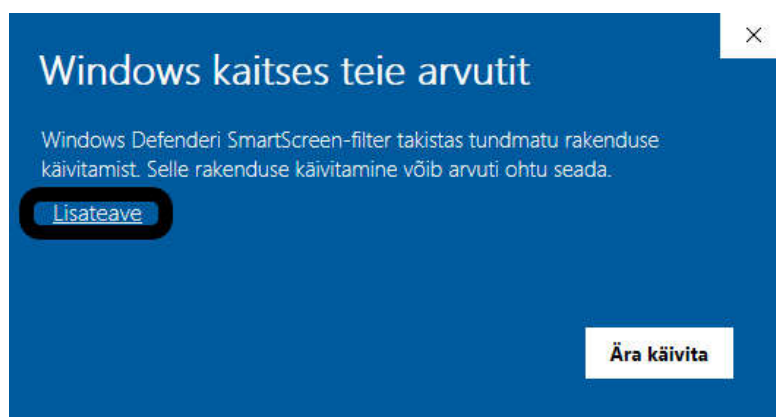 Windows kaitses teie arvutit
Windows Defenderi SmartScreen-filter takistas tundmatu rakenduse
käivitamist. Selle rakenduse käivitamine võib arvuti ohtu seada.
Lisateave
Ära käivita